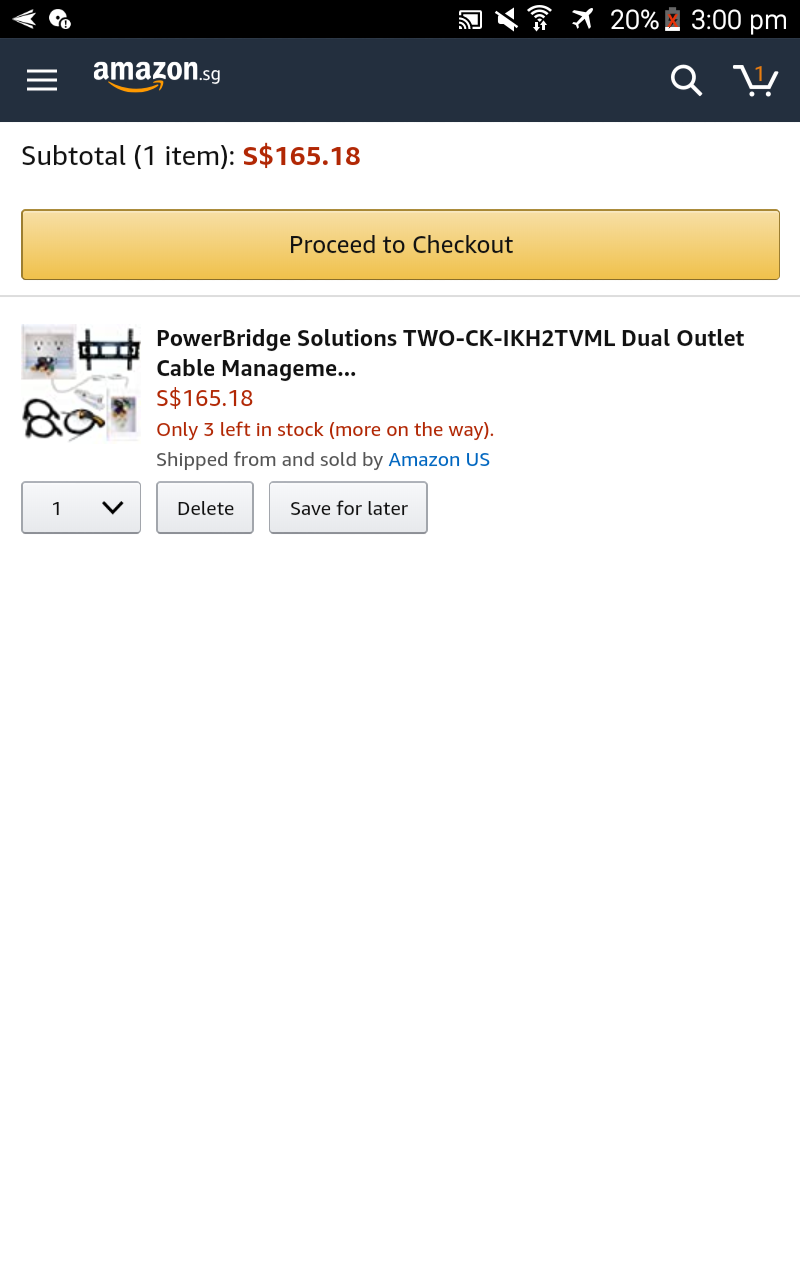 20% 3:00 pm
amazon.sg
1
Subtotal (1 item): S$165.18
Proceed to Checkout
PowerBridge Solutions TWO-CK-IKH2TVML Dual Outlet
Cable Manageme...
S$165.18
Only 3 left in stock (more on the way).
Shipped from and sold by Amazon US
1
Delete
Save for later